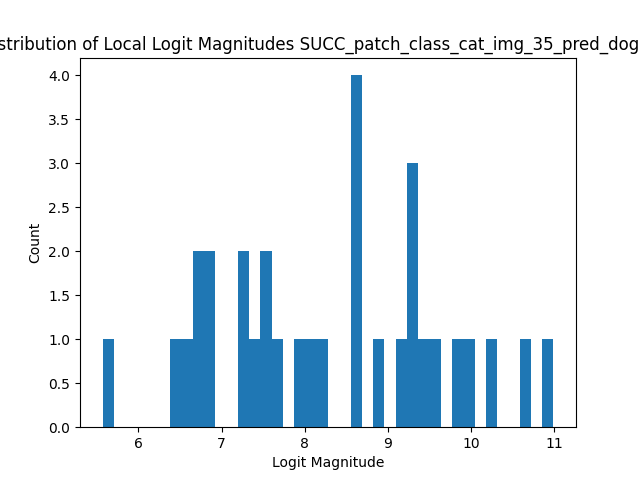 stribution of Local Logit Magnitudes SUCC_patch_class_cat_img_35_pred_dog
4.0
3.5
3.0
2.5
2.0
1.5
1.0
0.5
0.0
Count
6 7 8 9 10 11
Logit Magnitude